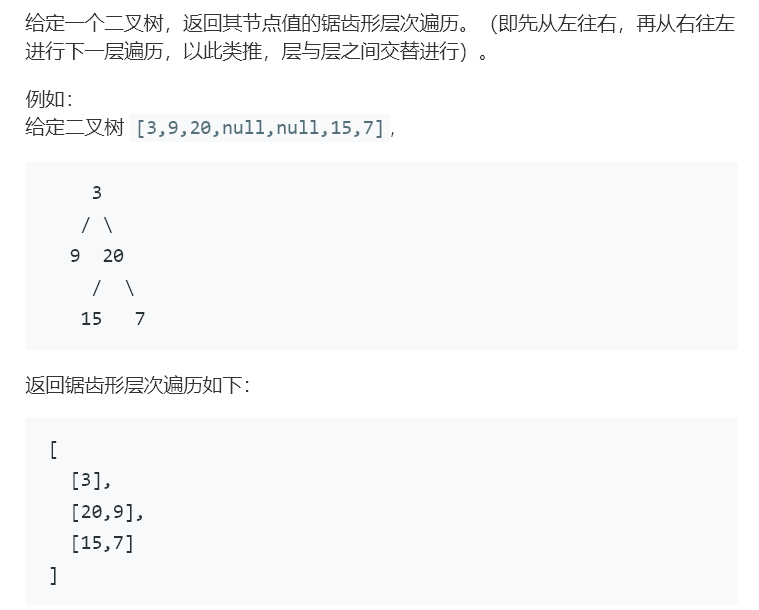 给定一个二叉树，返回其节点值的锯齿形层次遍历。（即先从左往右，再从右往左
进行下一层遍历，以此类推，层与层之间交替进行）。
例如：
给定二叉树 [3,9,20,null,null,15,7],
3
/ \
9 20
/ \
15 7
返回锯齿形层次遍历如下：
[
[3],
[20,9],
[15,7]
]